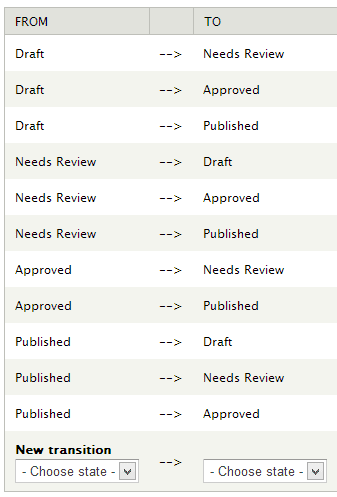 FROM TO
Draft --> Needs Review
Draft --> Approved
Draft --> Published
Needs Review --> Draft
Needs Review --> Approved
Needs Review --> Published
Approved --> Needs Review
Approved --> Published
Published --> Draft
Published --> Needs Review
Published --> Approved
New transition
- Choose state - --> - Choose state -